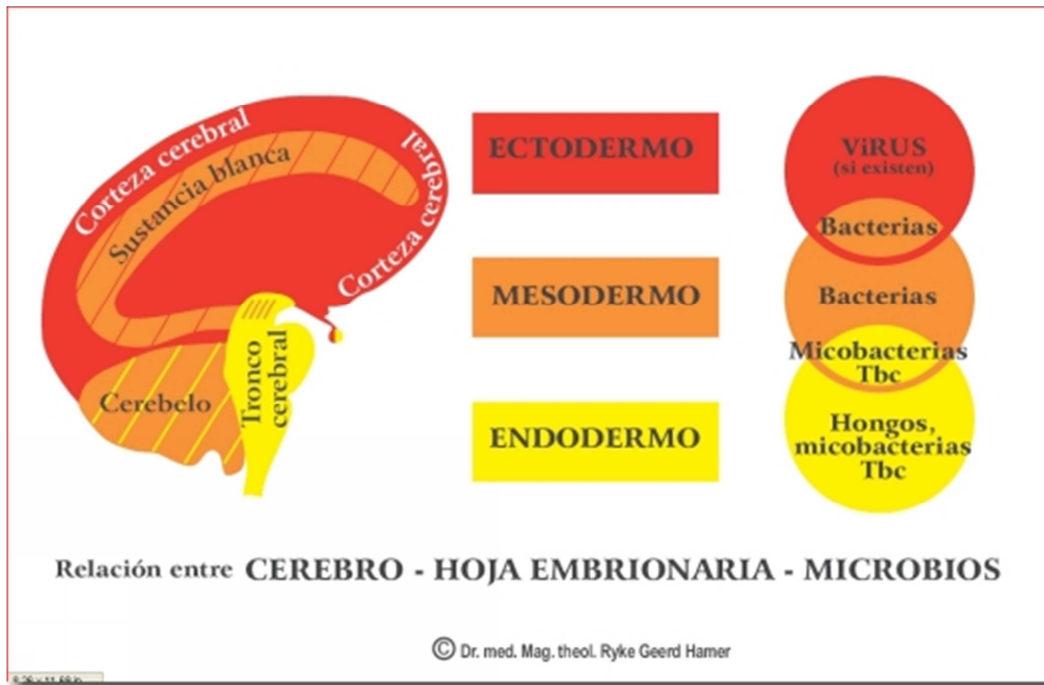 Corteza cerebral
Sustancia blanca
Corteza cerebral
Cerebelo
Tronco
cerebral
ECTODERMO
MESODERMO
ENDODERMO
ViRUS
(si existen)
Bacterias
Bacterias
Micobacterias
Tbc
Hongos,
micobacterias
Tbc
Relación entre CEREBRO - HOJA EMBRIONARIA - MICROBIOS
© Dr. med. Mag. theol. Ryke Geerd Hamer